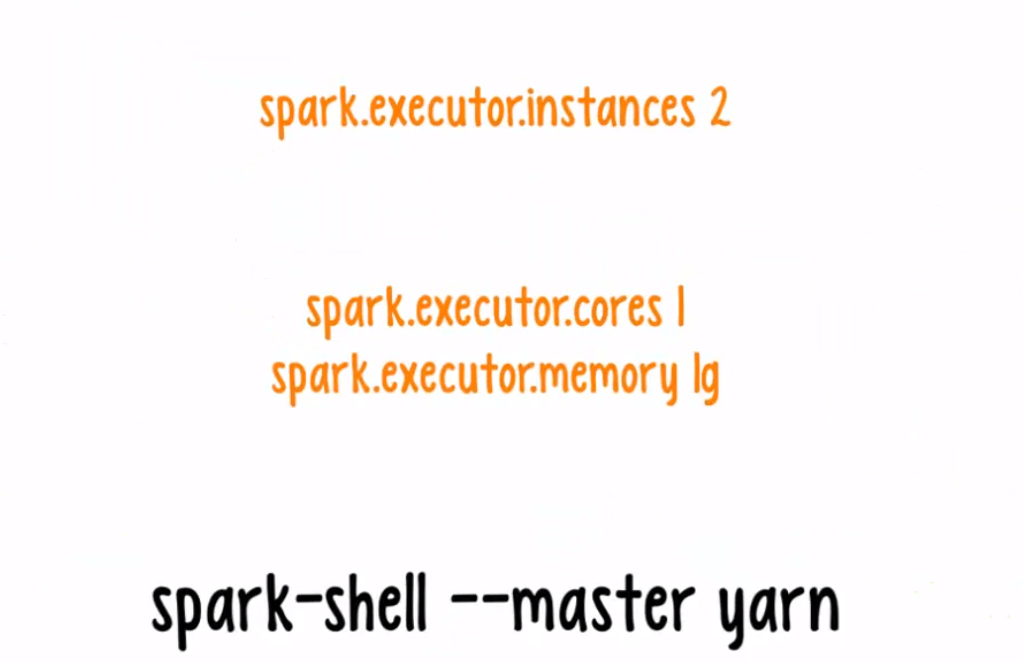 spark.executor.instances 2
spark.executor.cores 1
spark.executor.memory 1g
spark-shell --master yarn